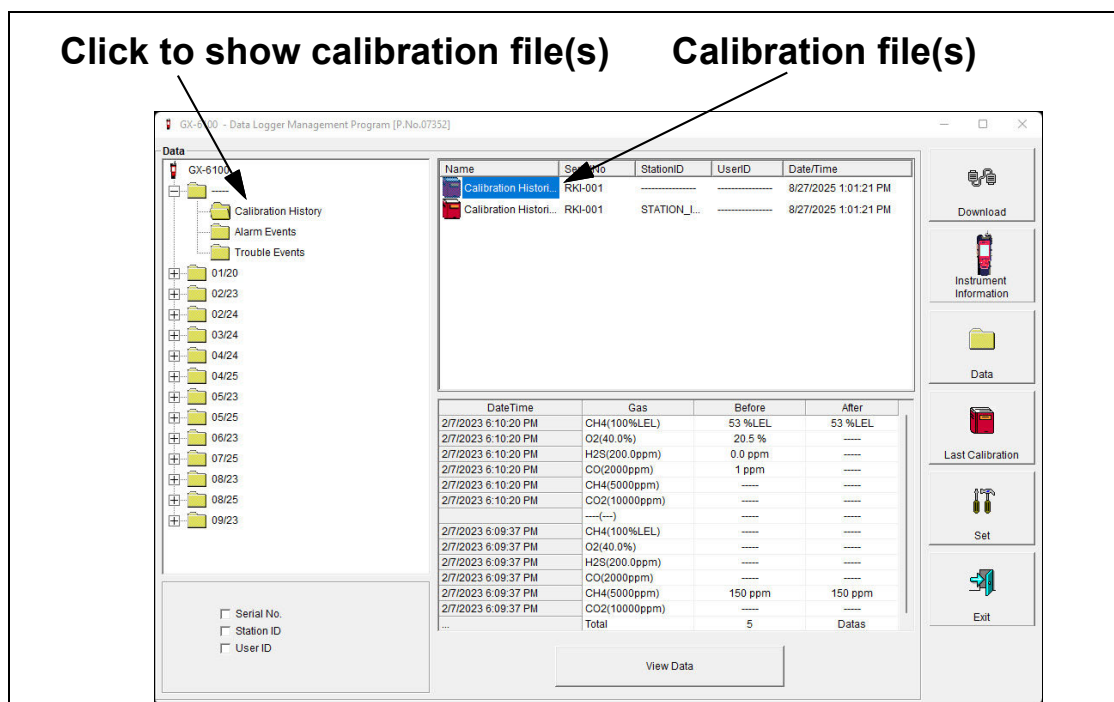 Click to show calibration file(s) Calibration file(s)
GX-6100 - Data Logger Management Program [P.No.07352]
Data
GX-6100
-----
Calibration History
Alarm Events
Trouble Events
01/20
02/23
02/24
03/24
04/24
04/25
05/23
05/25
06/23
07/25
08/23
08/25
09/23
Serial No.
Station ID
User ID
Name StationID UserID Date/Time
Calibration Histori... RKI-001 ---------------- ---------------- 8/27/2025 1:01:21 PM
Calibration Histori... RKI-001 STATION_I... ---------------- 8/27/2025 1:01:21 PM
DateTime Gas Before After
2/7/2023 6:10:20 PM CH4(100%LEL) 53 %LEL 53 %LEL
2/7/2023 6:10:20 PM O2(40.0%) 20.5 % -----
2/7/2023 6:10:20 PM H2S(200.0ppm) 0.0 ppm -----
2/7/2023 6:10:20 PM CO(2000ppm) 1 ppm -----
2/7/2023 6:10:20 PM CH4(5000ppm) ----- -----
2/7/2023 6:10:20 PM CO2(10000ppm) ----- -----
----(---) ----- -----
2/7/2023 6:09:37 PM CH4(100%LEL) ----- -----
2/7/2023 6:09:37 PM O2(40.0%) ----- -----
2/7/2023 6:09:37 PM H2S(200.0ppm) ----- -----
2/7/2023 6:09:37 PM CO(2000ppm) ----- -----
2/7/2023 6:09:37 PM CH4(5000ppm) 150 ppm 150 ppm
2/7/2023 6:09:37 PM CO2(10000ppm) ----- -----
... Total 5 Datas
View Data
Download
Instrument
Information
Data
Last Calibration
Set
Exit